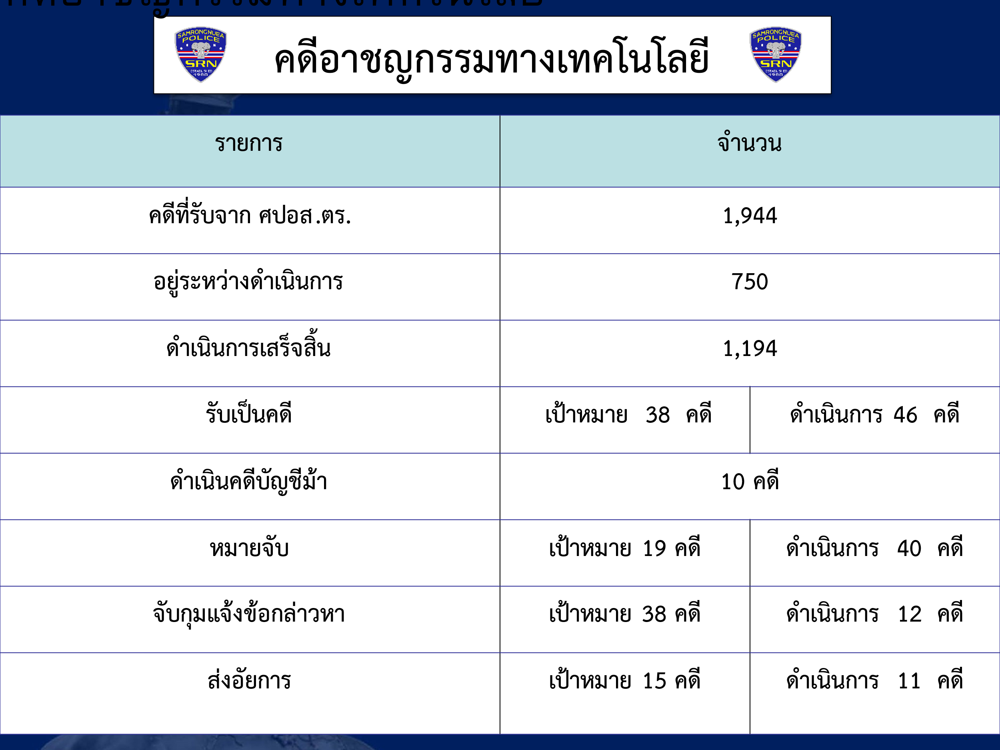 SAMRONGNUEA
POLICE
SRN
1900
คดีอาชญกรรมทางเทคโนโลยี
SAMRONGNUEA
POLICE
SRN
1900
รายการ จำนวน
คดีที่รับจาก ศปอส.ตร. 1,944
อยู่ระหว่างดำเนินการ 750
ดำเนินการเสร็จสิ้น 1,194
รับเป็นคดี เป้าหมาย 38 คดี ดำเนินการ 46 คดี
ดำเนินคดีบัญชีม้า 10 คดี
หมายจับ เป้าหมาย 19 คดี ดำเนินการ 40 คดี
จับกุมแจ้งข้อกล่าวหา เป้าหมาย 38 คดี ดำเนินการ 12 คดี
ส่งอัยการ เป้าหมาย 15 คดี ดำเนินการ 11 คดี